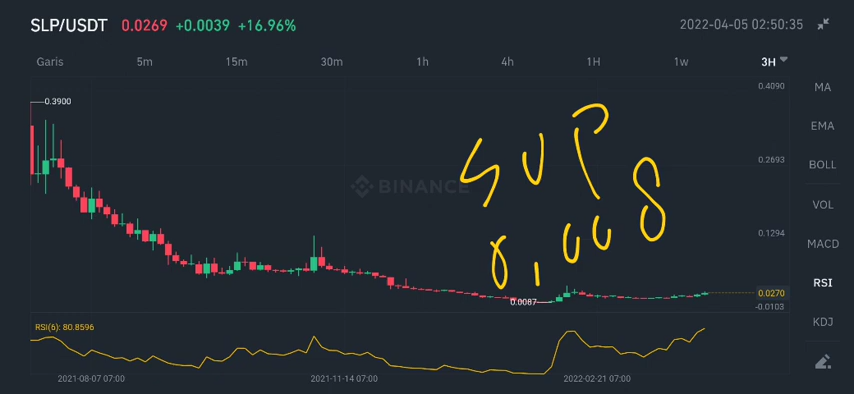 SLP/USDT 0.0269 +0.0039 +16.96% 2022-04-05 02:50:35
Garis 5m 15m 30m 1h 4h 1H 1w 3H
0.4090
0.3900
MA
EMA
BOLL
VOL
MACD
RSI
KDJ
0.2693
BINANCE
SUP
0,008
0.1294
0.0270
0.0087
-0.0103
RSI(6): 80.8596
2021-08-07 07:00 2021-11-14 07:00 2022-02-21 07:00